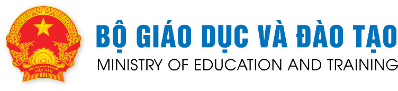 BỘ GIÁO DỤC VÀ ĐÀO TẠO
MINISTRY OF EDUCATION AND TRAINING